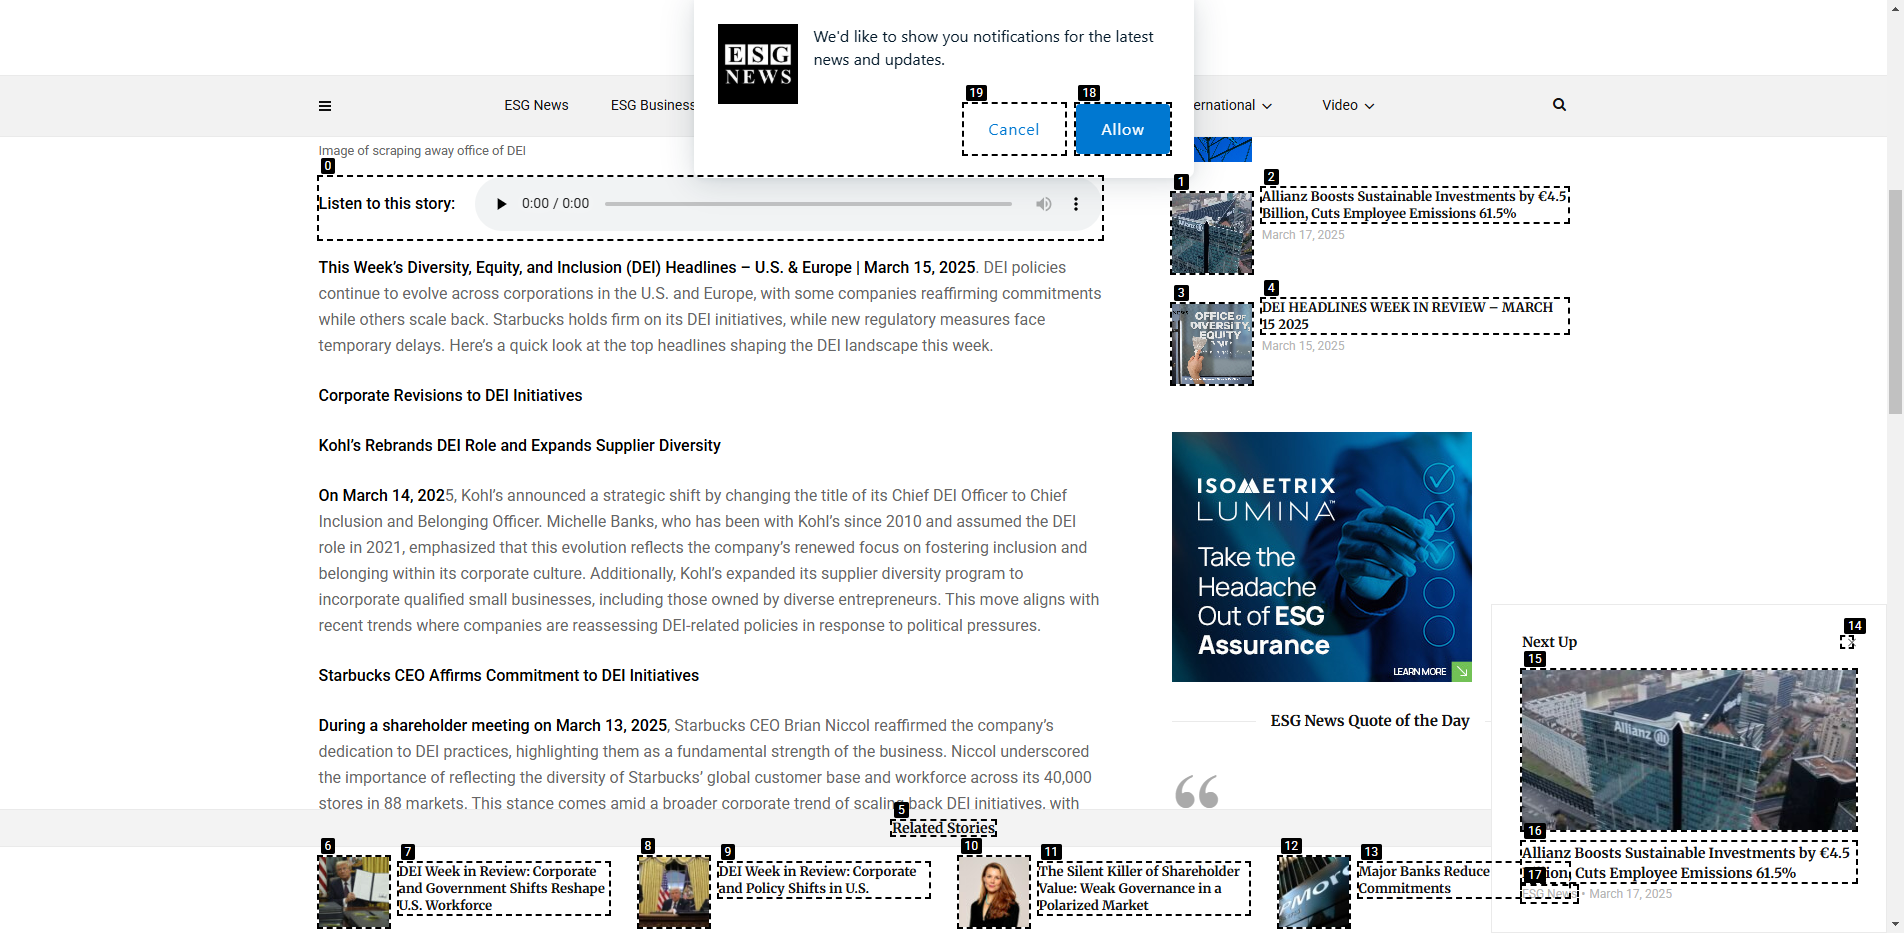 ESG
NEWS
We'd like to show you notifications for the latest
news and updates.
19
18
Cancel
Allow
ESG News
ESG Business
ernational
Video
Image of scraping away office of DEI
0
Listen to this story:
0:00 / 0:00
This Week’s Diversity, Equity, and Inclusion (DEI) Headlines – U.S. & Europe | March 15, 2025. DEI policies
continue to evolve across corporations in the U.S. and Europe, with some companies reaffirming commitments
while others scale back. Starbucks holds firm on its DEI initiatives, while new regulatory measures face
temporary delays. Here’s a quick look at the top headlines shaping the DEI landscape this week.
Corporate Revisions to DEI Initiatives
Kohl’s Rebrands DEI Role and Expands Supplier Diversity
On March 14, 2025, Kohl’s announced a strategic shift by changing the title of its Chief DEI Officer to Chief
Inclusion and Belonging Officer. Michelle Banks, who has been with Kohl’s since 2010 and assumed the DEI
role in 2021, emphasized that this evolution reflects the company’s renewed focus on fostering inclusion and
belonging within its corporate culture. Additionally, Kohl’s expanded its supplier diversity program to
incorporate qualified small businesses, including those owned by diverse entrepreneurs. This move aligns with
recent trends where companies are reassessing DEI-related policies in response to political pressures.
Starbucks CEO Affirms Commitment to DEI Initiatives
During a shareholder meeting on March 13, 2025, Starbucks CEO Brian Niccol reaffirmed the company’s
dedication to DEI practices, highlighting them as a fundamental strength of the business. Niccol underscored
the importance of reflecting the diversity of Starbucks’ global customer base and workforce across its 40,000
stores in 88 markets. This stance comes amid a broader corporate trend of scaling back DEI initiatives, with
1
2
Allianz Boosts Sustainable Investments by €4.5
Billion, Cuts Employee Emissions 61.5%
March 17, 2025
3
OFFICE OF
DIVERSITY,
EQUITY
4
DEI HEADLINES WEEK IN REVIEW – MARCH
15 2025
March 15, 2025
ISOMETRIX
LUMINA™
Take the
Headache
Out of ESG
Assurance
LEARN MORE
ESG News Quote of the Day
“
14
Next Up
15
Allianz
16
Allianz Boosts Sustainable Investments by €4.5
ion, Cuts Employee Emissions 61.5%
17
ESG News • March 17, 2025
5
Related Stories
6
7
DEI Week in Review: Corporate
and Government Shifts Reshape
U.S. Workforce
8
9
DEI Week in Review: Corporate
and Policy Shifts in U.S.
10
11
The Silent Killer of Shareholder
Value: Weak Governance in a
Polarized Market
12
13
Major Banks Reduce
Commitments